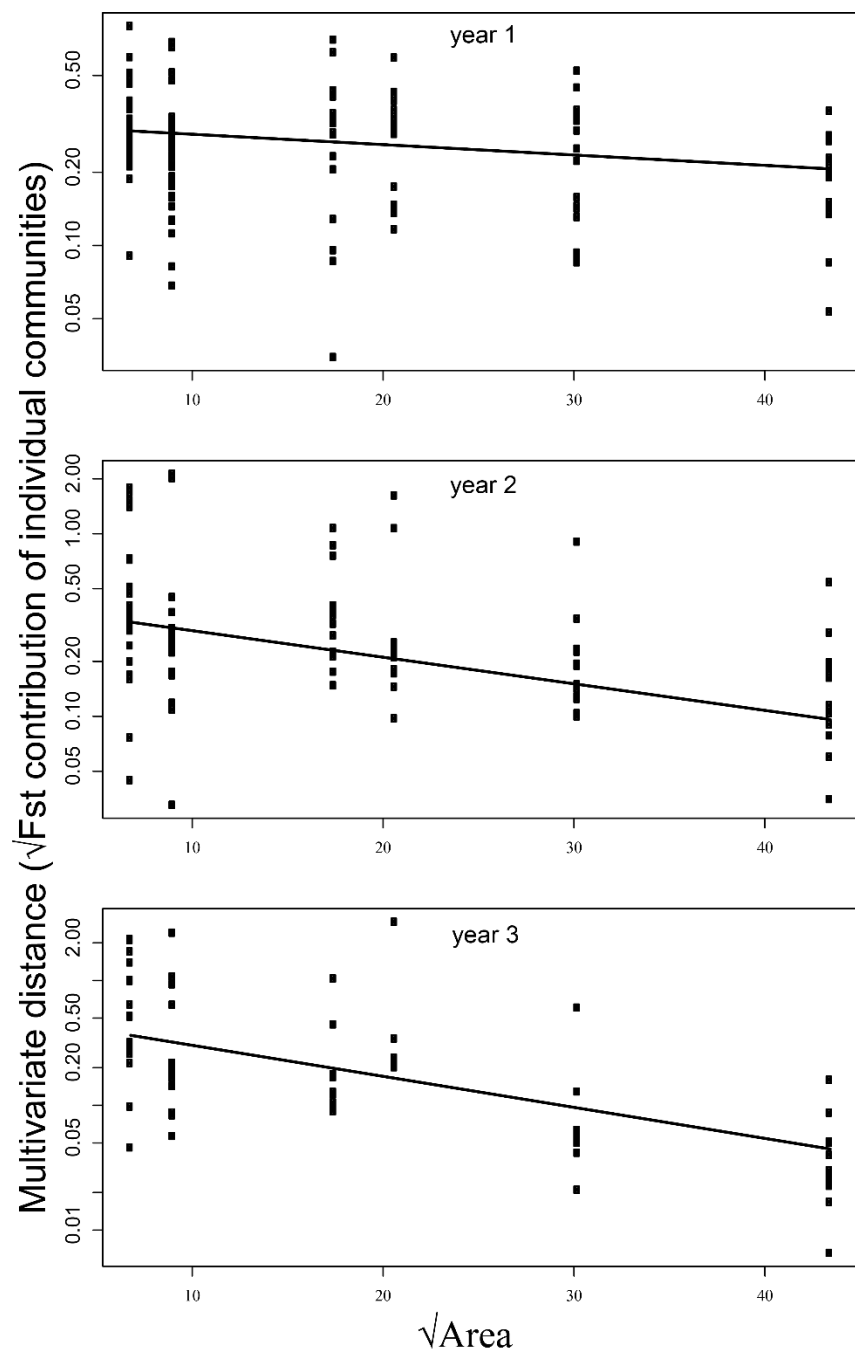 Multivariate distance (√Fst contribution of individual communities)
year 1
0.50
0.20
0.10
0.05
10 20 30 40
year 2
2.00
1.00
0.50
0.20
0.10
0.05
10 20 30 40
year 3
2.00
0.50
0.20
0.05
0.01
10 20 30 40
√Area